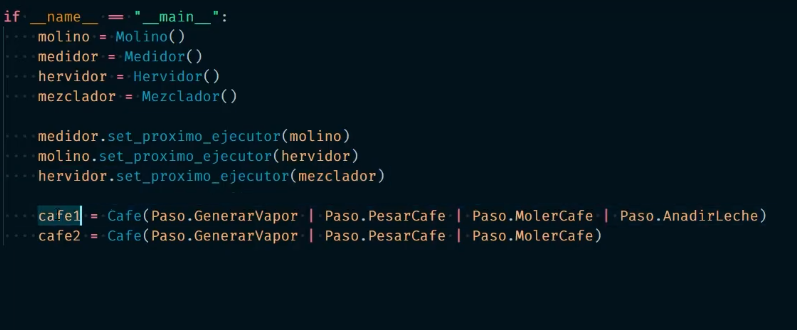 if __name__ == "__main__":
    molino = Molino()
    medidor = Medidor()
    hervidor = Hervidor()
    mezclador = Mezclador()
    medidor.set_proximo_ejecutor(molino)
    molino.set_proximo_ejecutor(hervidor)
    hervidor.set_proximo_ejecutor(mezclador)
    cafe1 = Cafe(Paso.GenerarVapor | Paso.PesarCafe | Paso.MolerCafe | Paso.AnadirLeche)
    cafe2 = Cafe(Paso.GenerarVapor | Paso.PesarCafe | Paso.MolerCafe)